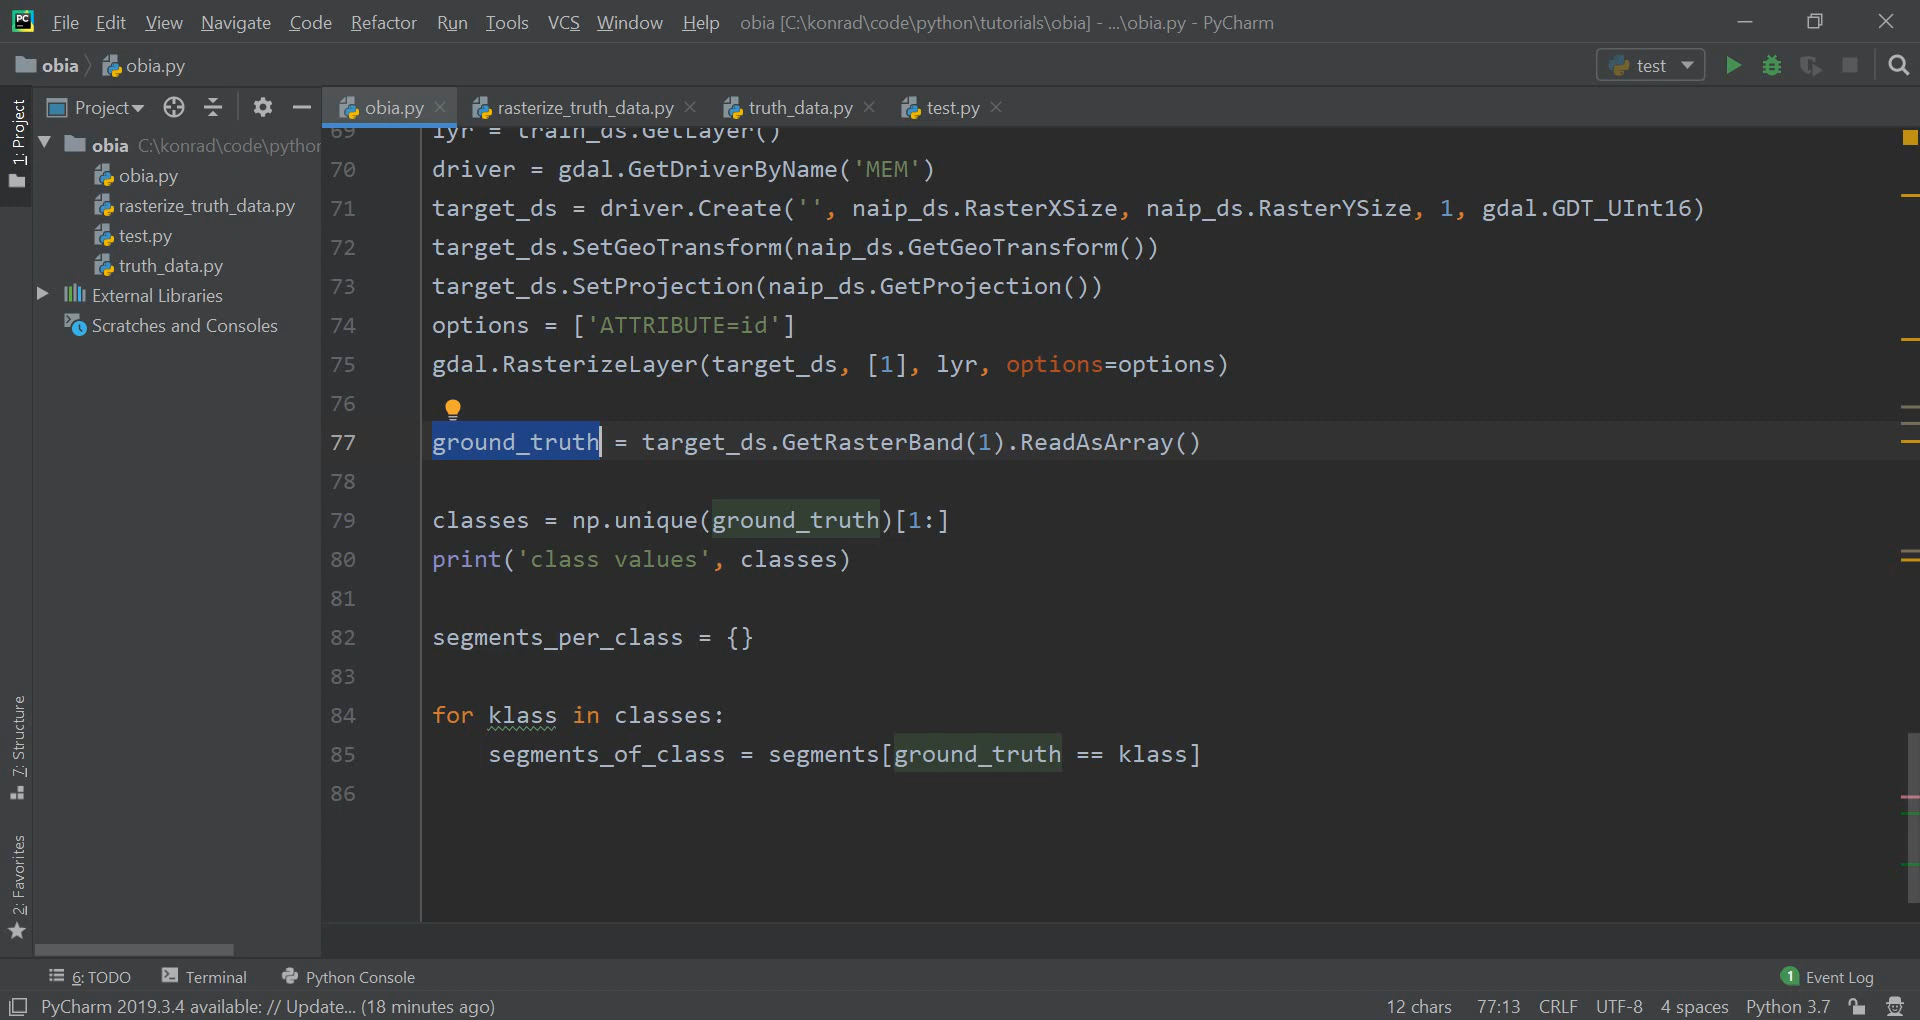 File Edit View Navigate Code Refactor Run Tools VCS Window Help obia [C:\konrad\code\python\tutorials\obia] - ...\obia.py - PyCharm
obia obia.py test
1: Project
Project
obia.py rasterize_truth_data.py truth_data.py test.py
obia C:\konrad\code\python
obia.py
rasterize_truth_data.py
test.py
truth_data.py
External Libraries
Scratches and Consoles
69 lyr = train_ds.GetLayer()
70 driver = gdal.GetDriverByName('MEM')
71 target_ds = driver.Create('', naip_ds.RasterXSize, naip_ds.RasterYSize, 1, gdal.GDT_UInt16)
72 target_ds.SetGeoTransform(naip_ds.GetGeoTransform())
73 target_ds.SetProjection(naip_ds.GetProjection())
74 options = ['ATTRIBUTE=id']
75 gdal.RasterizeLayer(target_ds, [1], lyr, options=options)
76
77 ground_truth = target_ds.GetRasterBand(1).ReadAsArray()
78
79 classes = np.unique(ground_truth)[1:]
80 print('class values', classes)
81
82 segments_per_class = {}
83
84 for klass in classes:
85 segments_of_class = segments[ground_truth == klass]
86
7: Structure
2: Favorites
6: TODO Terminal Python Console 1 Event Log
PyCharm 2019.3.4 available: // Update... (18 minutes ago) 12 chars 77:13 CRLF UTF-8 4 spaces Python 3.7